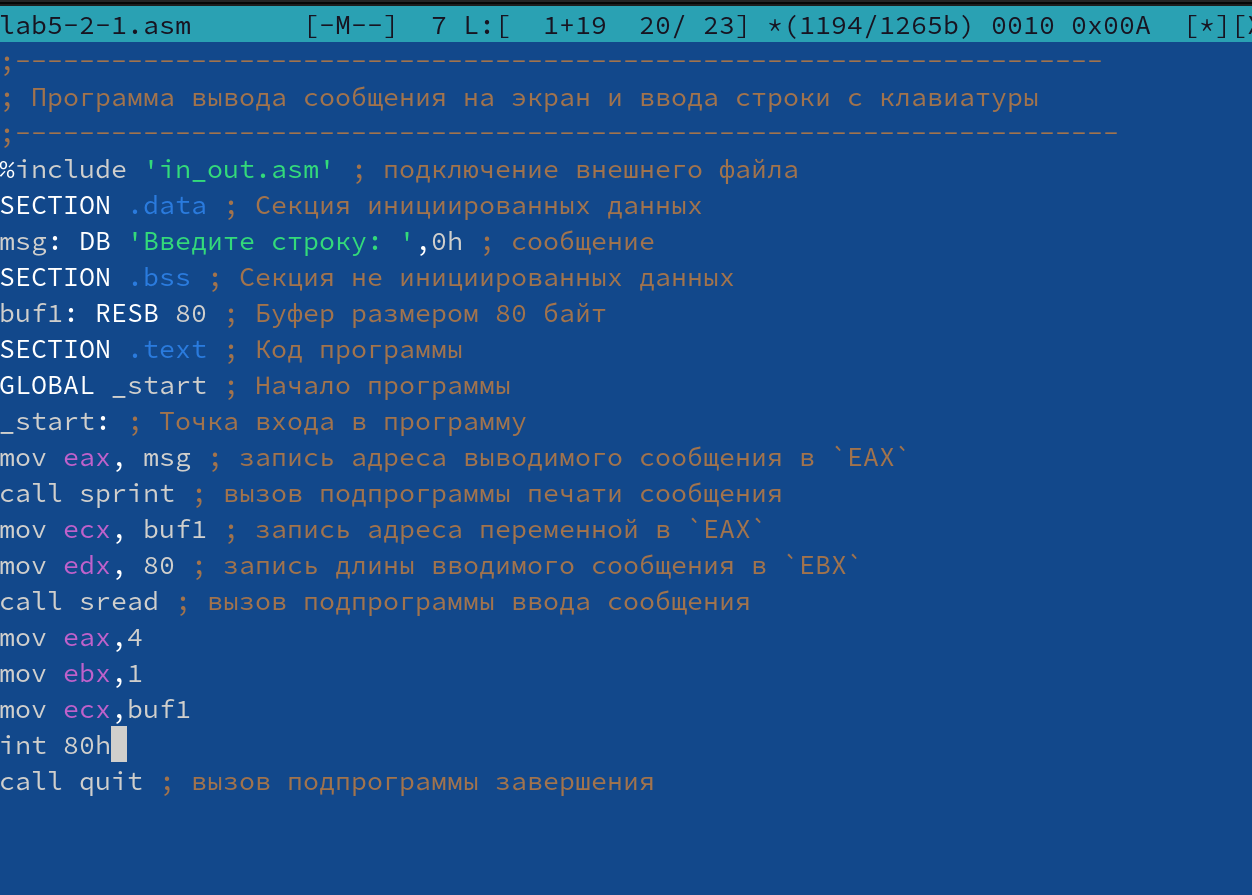 lab5-2-1.asm [-M--] 7 L:[ 1+19 20/ 23] *(1194/1265b) 0010 0x00A [*][X
;--------------------------------------------------------------------
; Программа вывода сообщения на экран и ввода строки с клавиатуры
;---------------------------------------------------------------------
%include 'in_out.asm' ; подключение внешнего файла
SECTION .data ; Секция инициированных данных
msg: DB 'Введите строку: ',0h ; сообщение
SECTION .bss ; Секция не инициированных данных
buf1: RESB 80 ; Буфер размером 80 байт
SECTION .text ; Код программы
GLOBAL _start ; Начало программы
_start: ; Точка входа в программу
mov eax, msg ; запись адреса выводимого сообщения в `EAX`
call sprint ; вызов подпрограммы печати сообщения
mov ecx, buf1 ; запись адреса переменной в `EAX`
mov edx, 80 ; запись длины вводимого сообщения в `EBX`
call sread ; вызов подпрограммы ввода сообщения
mov eax,4
mov ebx,1
mov ecx,buf1
int 80h
call quit ; вызов подпрограммы завершения